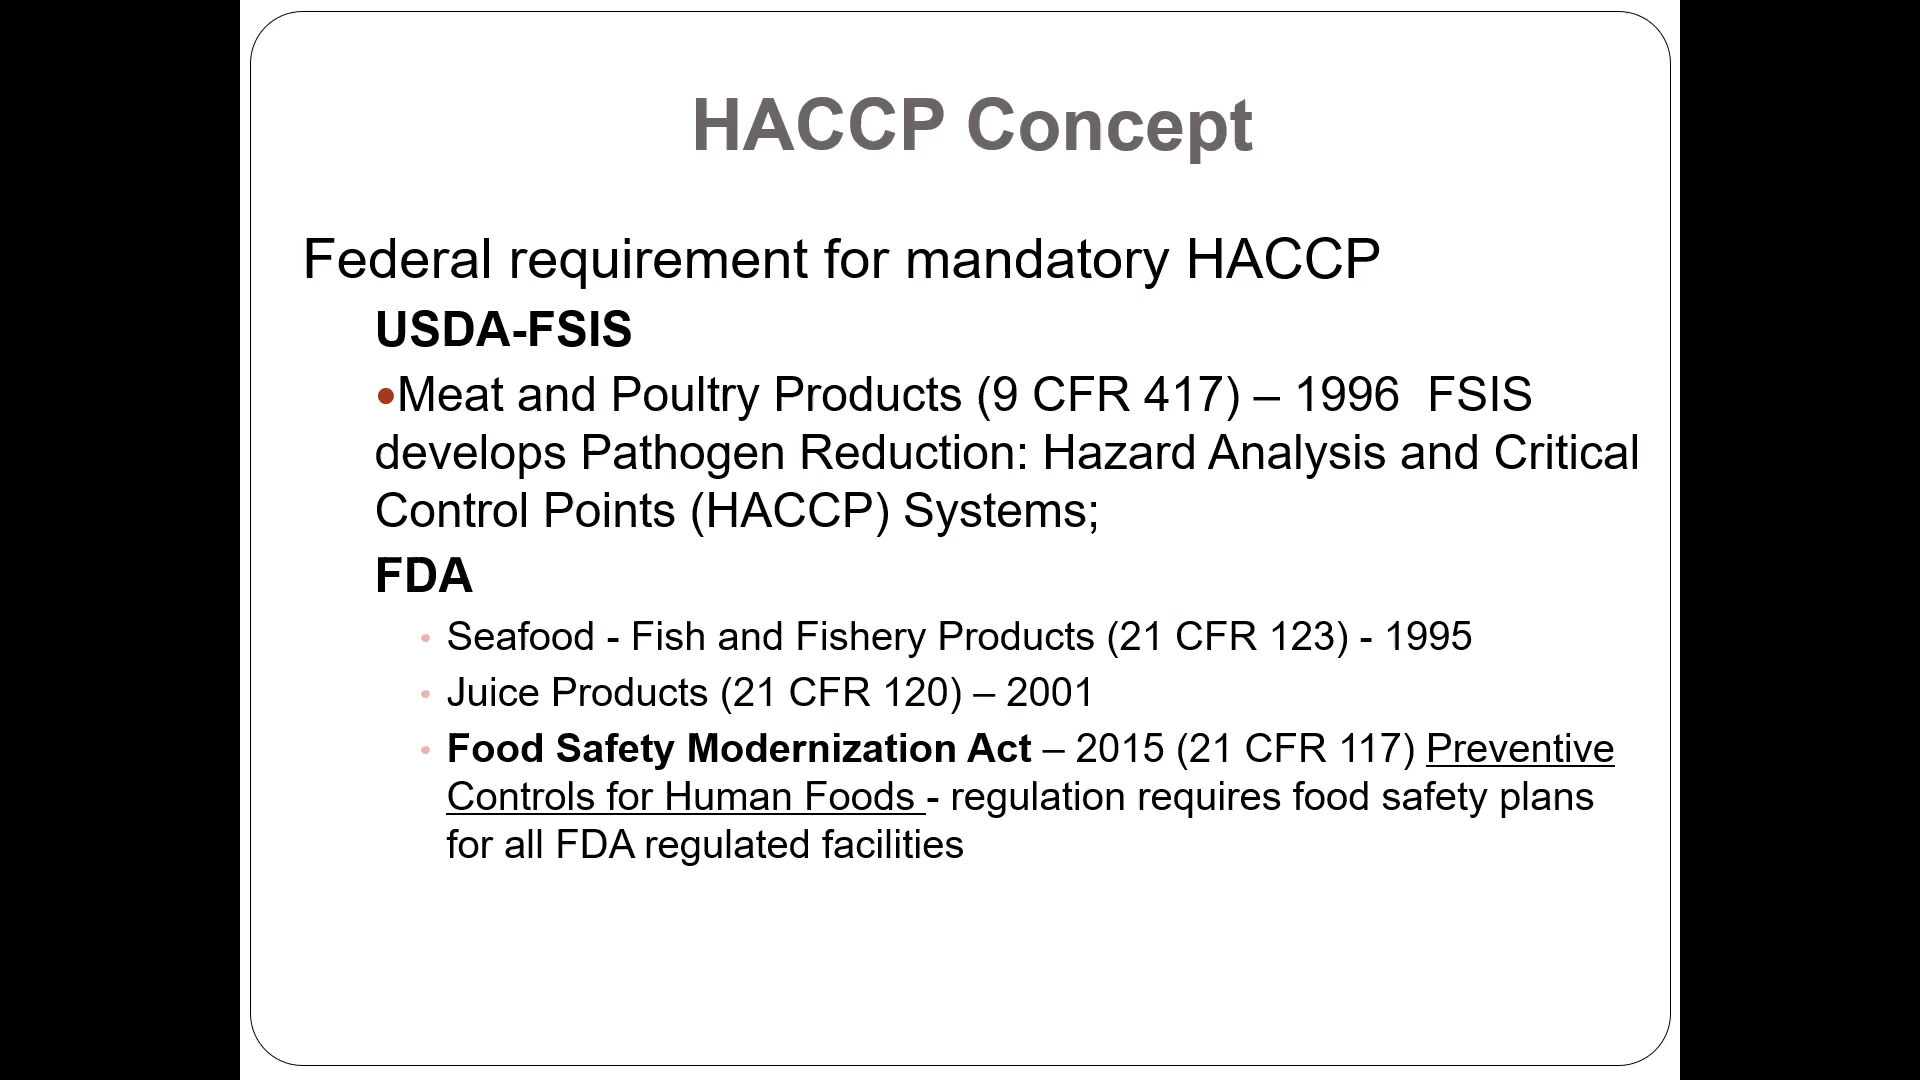 HACCP Concept
Federal requirement for mandatory HACCP
USDA-FSIS
•Meat and Poultry Products (9 CFR 417) – 1996  FSIS
develops Pathogen Reduction: Hazard Analysis and Critical
Control Points (HACCP) Systems;
FDA
• Seafood - Fish and Fishery Products (21 CFR 123) - 1995
• Juice Products (21 CFR 120) – 2001
• Food Safety Modernization Act – 2015 (21 CFR 117) Preventive
Controls for Human Foods - regulation requires food safety plans
for all FDA regulated facilities